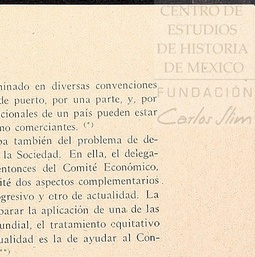 CENTRO DE
ESTUDIOS
DE HISTORIA
DE MEXICO
FUNDACIÓN
Carlos Slim
minado en diversas convenciones
de puerto, por una parte, y, por
cionales de un país pueden estar
mo comerciantes. (*)
ba también del problema de de-
la Sociedad. En ella, el delega-
entonces del Comité Económico,
ité dos aspectos complementarios
ogresivo y otro de actualidad. La
parar la aplicación de una de las
undial, el tratamiento equitativo
ualidad es la de ayudar al Con-
**)